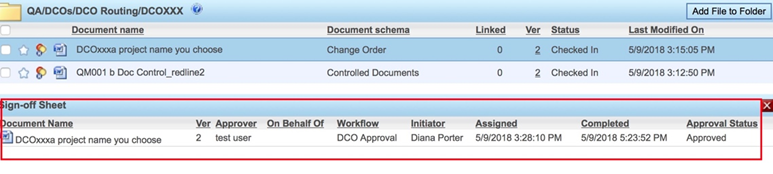 QA/DCOs/DCO Routing/DCOXXX
Add File to Folder
Document name Document schema Linked Ver Status Last Modified On
DCOxxxa project name you choose Change Order 0 2 Checked In 5/9/2018 3:15:05 PM
QM001 b Doc Control_redline2 Controlled Documents 0 2 Checked In 5/9/2018 3:12:50 PM
Sign-off Sheet
Document Name Ver Approver On Behalf Of Workflow Initiator Assigned Completed Approval Status
DCOxxxa project name you choose 2 test user DCO Approval Diana Porter 5/9/2018 3:28:10 PM 5/9/2018 5:23:52 PM Approved